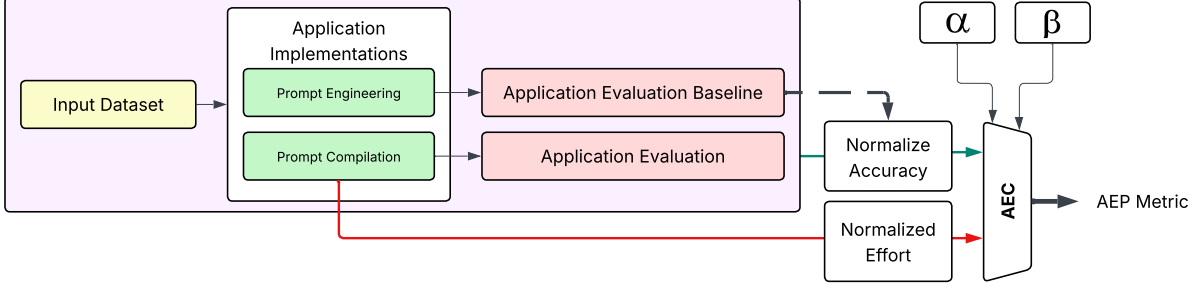 Application
Implementations
α
β
Input Dataset
Prompt Engineering
Application Evaluation Baseline
Prompt Compilation
Application Evaluation
Normalize
Accuracy
AEC
AEP Metric
Normalized
Effort